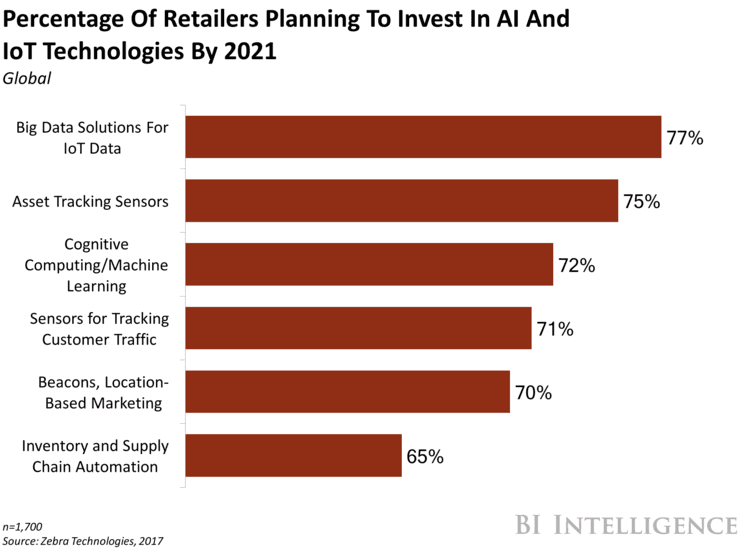 Percentage Of Retailers Planning To Invest In AI And
IoT Technologies By 2021
Global
Big Data Solutions For
IoT Data
77%
Asset Tracking Sensors
75%
Cognitive
Computing/Machine
Learning
72%
Sensors for Tracking
Customer Traffic
71%
Beacons, Location-
Based Marketing
70%
Inventory and Supply
Chain Automation
65%
n=1,700
Source: Zebra Technologies, 2017
BI INTELLIGENCE